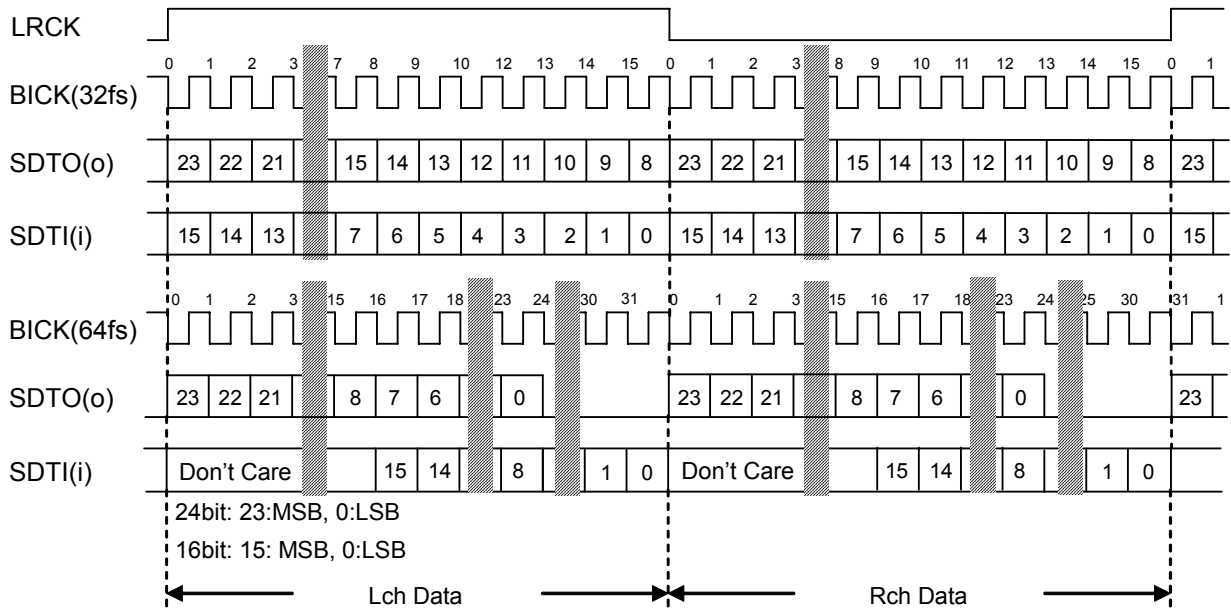 LRCK
0 1 2 3 7 8 9 10 11 12 13 14 15 0 1 2 3 8 9 10 11 12 13 14 15 0 1
BICK(32fs)
SDTO(o) 23 22 21 15 14 13 12 11 10 9 8 23 22 21 15 14 13 12 11 10 9 8 23
SDTI(i) 15 14 13 7 6 5 4 3 2 1 0 15 14 13 7 6 5 4 3 2 1 0 15
0 1 2 3 15 16 17 18 23 24 30 31 0 1 2 3 15 16 17 18 23 24 25 30 31 1
BICK(64fs)
SDTO(o) 23 22 21 8 7 6 0 23 22 21 8 7 6 0 23
SDTI(i) Don't Care 15 14 8 1 0 Don't Care 15 14 8 1 0
24bit: 23:MSB, 0:LSB
16bit: 15: MSB, 0:LSB
Lch Data Rch Data